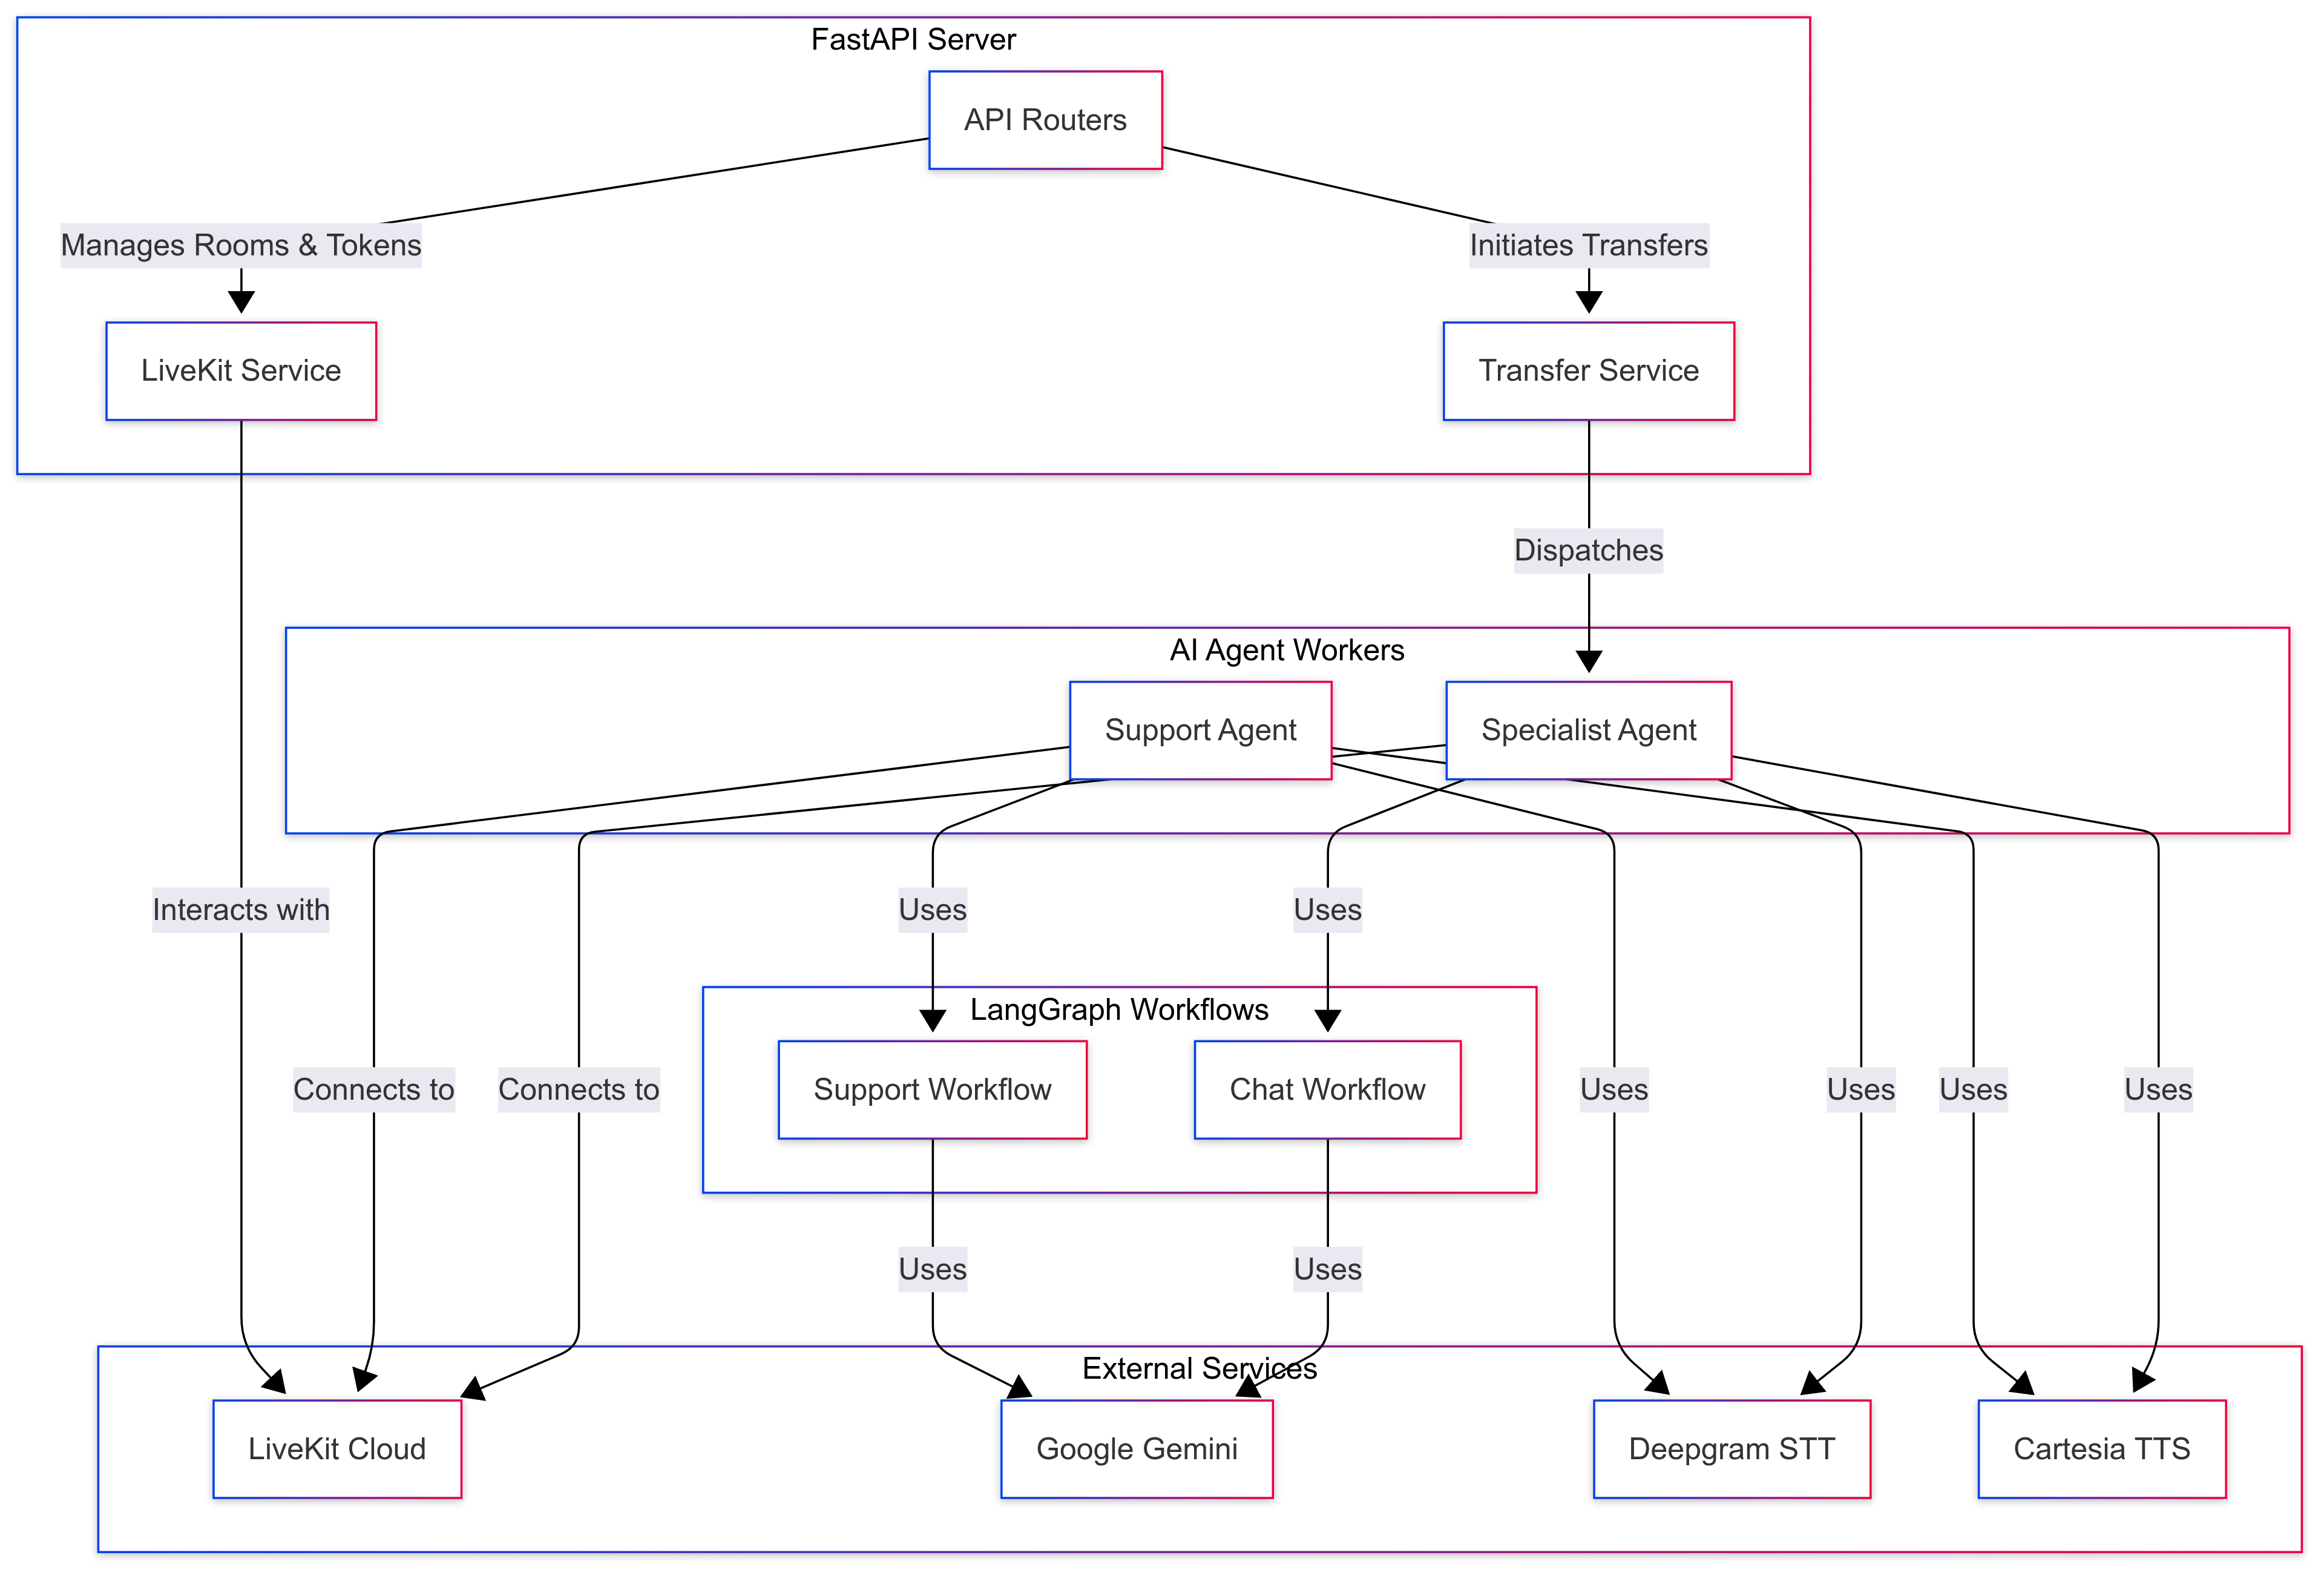 FastAPI Server
API Routers
Manages Rooms & Tokens
Initiates Transfers
LiveKit Service
Transfer Service
Dispatches
AI Agent Workers
Support Agent
Specialist Agent
Interacts with
Uses
Uses
LangGraph Workflows
Connects to
Connects to
Support Workflow
Chat Workflow
Uses
Uses
Uses
Uses
Uses
Uses
External Services
LiveKit Cloud
Google Gemini
Deepgram STT
Cartesia TTS